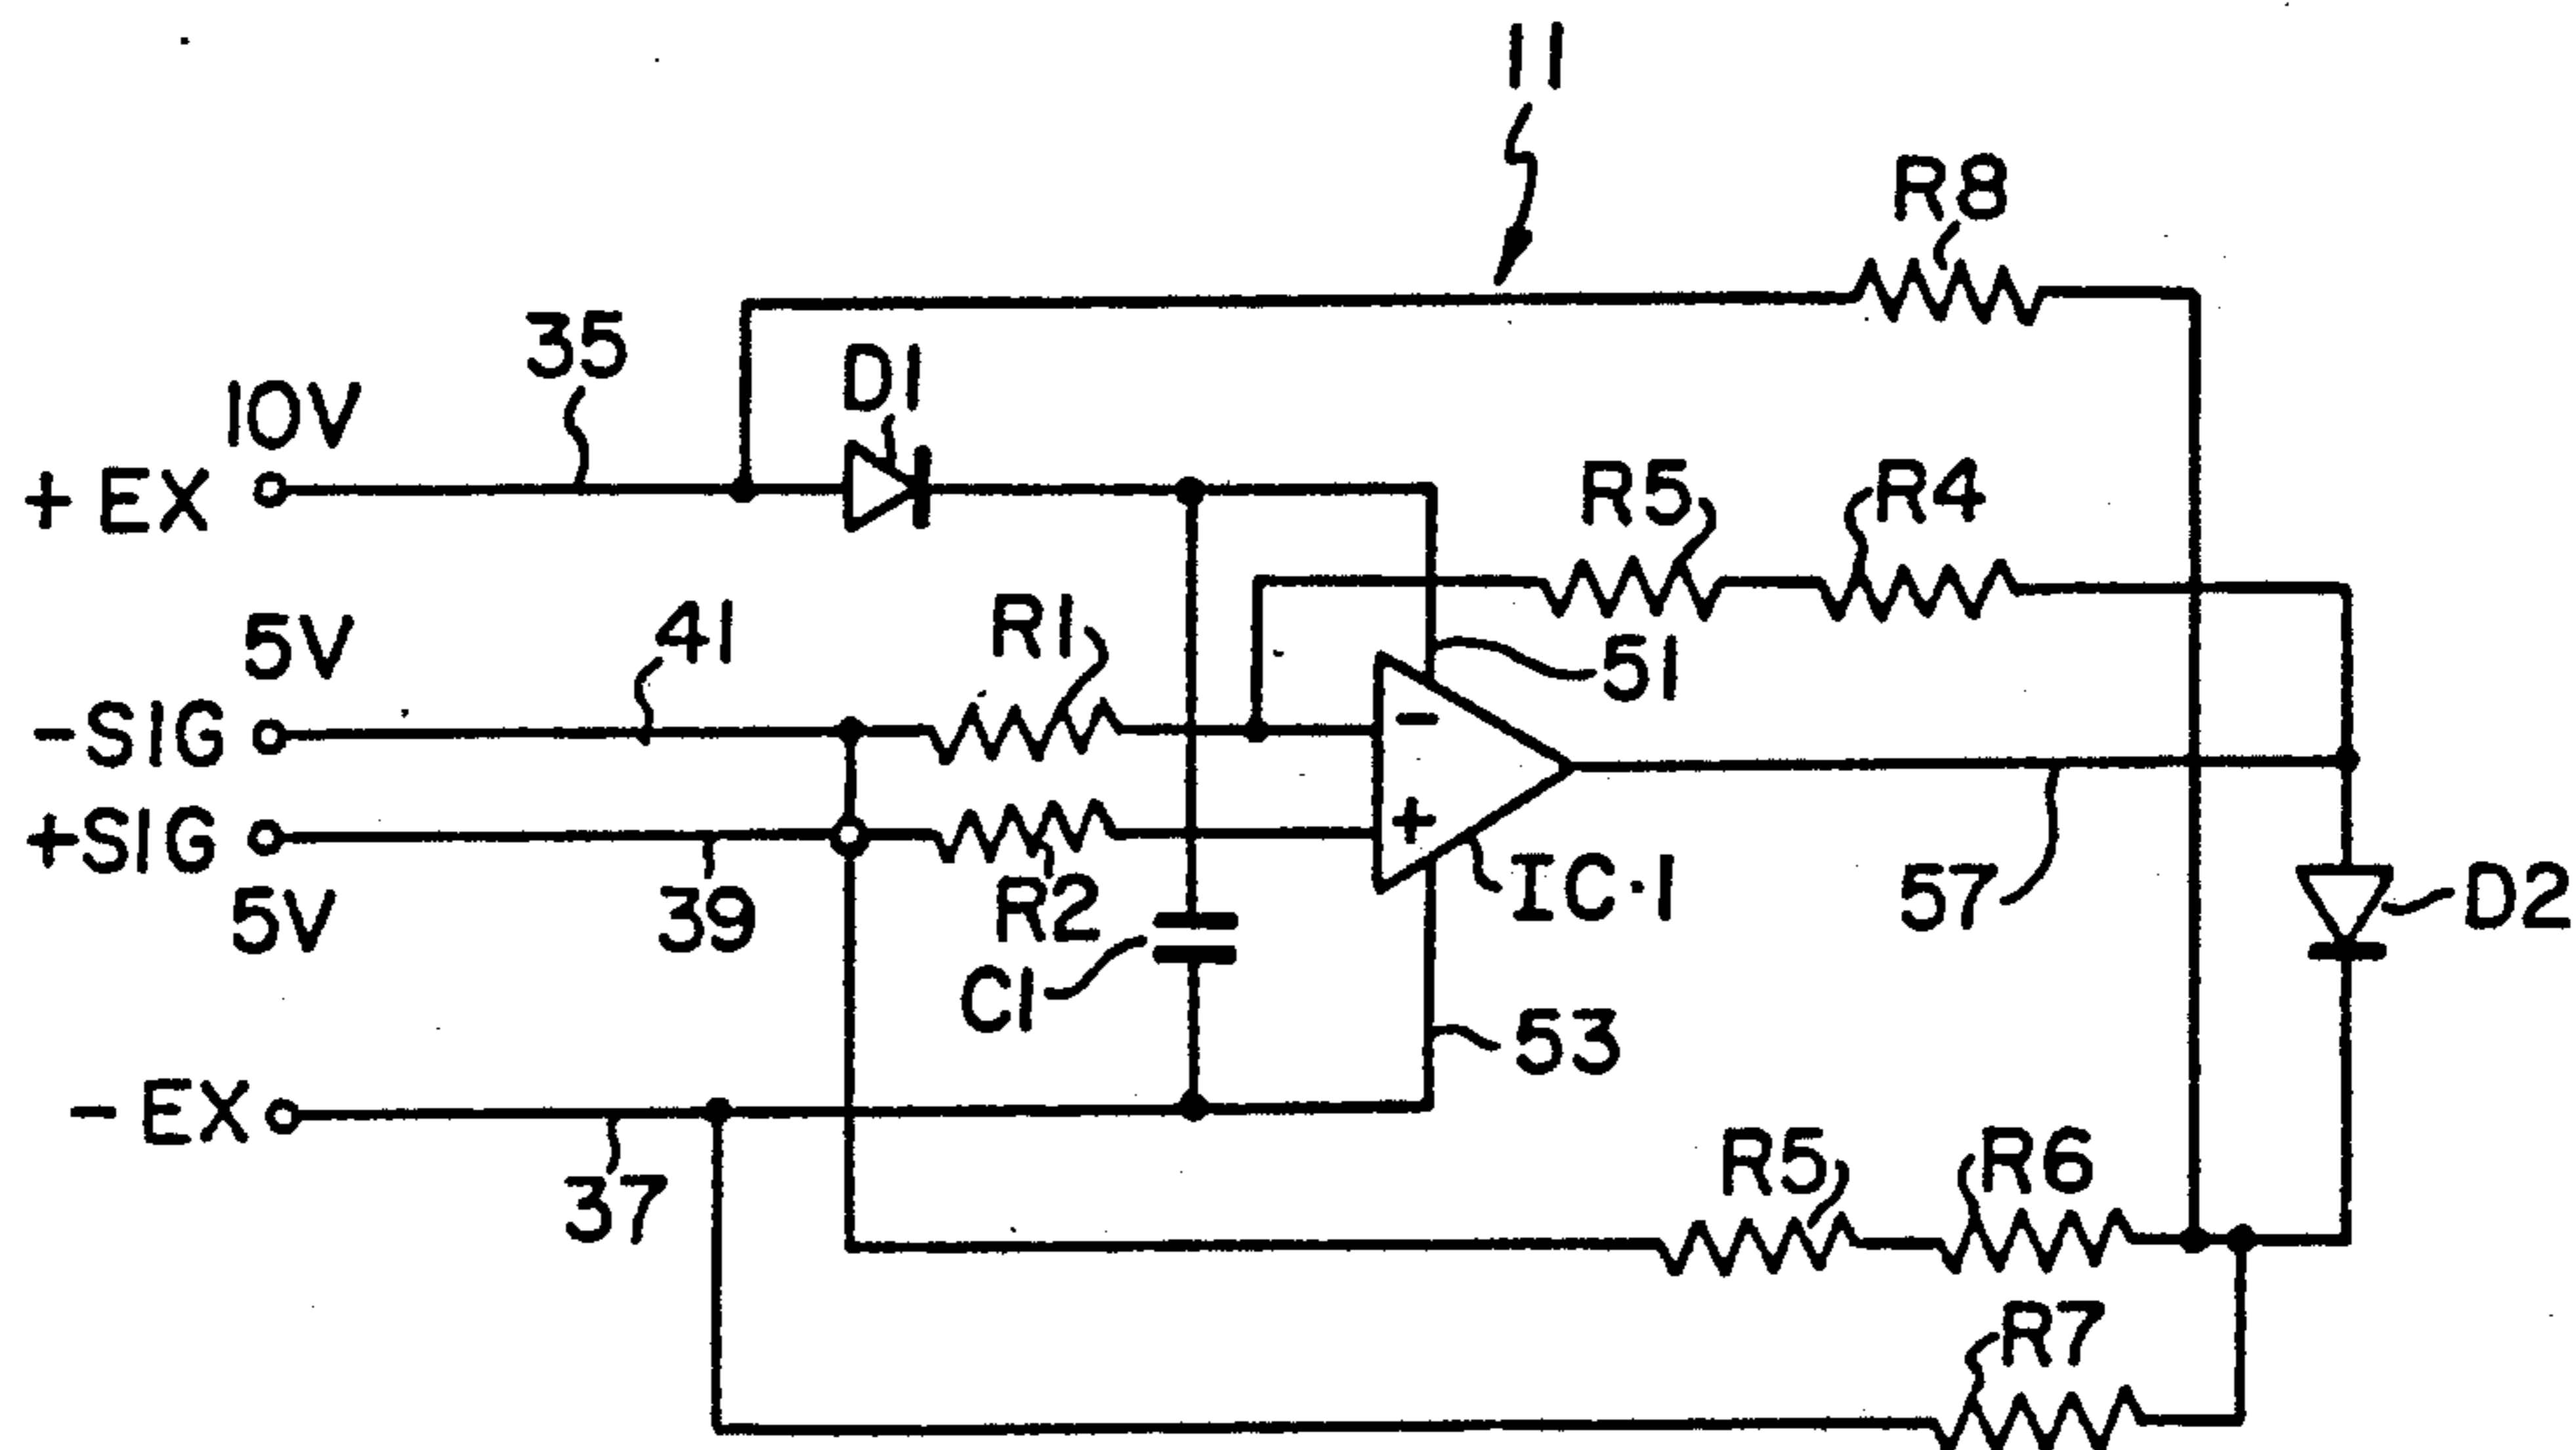 11
R8
35
D1
10V
+ EX
R5
R4
5V
41
R1
51
-SIG
-
+SIG
+
5V
39
R2
IC·1
57
D2
C1
53
- EX
37
R5
R6
R7